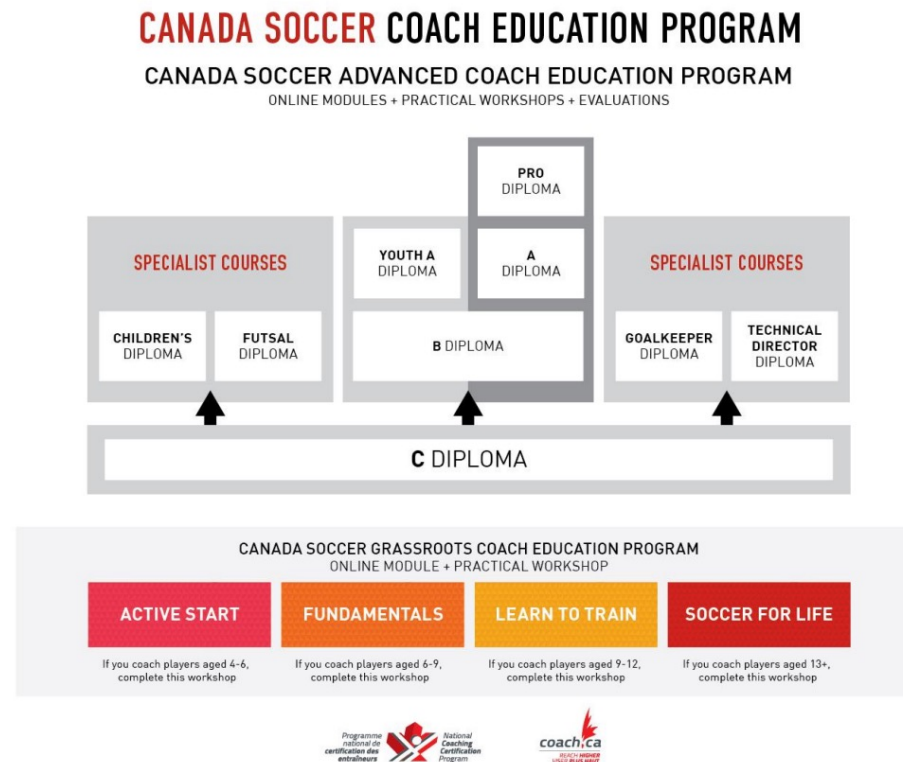 CANADA SOCCER COACH EDUCATION PROGRAM
CANADA SOCCER ADVANCED COACH EDUCATION PROGRAM
ONLINE MODULES + PRACTICAL WORKSHOPS + EVALUATIONS
PRO
DIPLOMA
SPECIALIST COURSES
CHILDREN'S
DIPLOMA
FUTSAL
DIPLOMA
YOUTH A
DIPLOMA
A
DIPLOMA
B DIPLOMA
SPECIALIST COURSES
GOALKEEPER
DIPLOMA
TECHNICAL
DIRECTOR
DIPLOMA
C DIPLOMA
CANADA SOCCER GRASSROOTS COACH EDUCATION PROGRAM
ONLINE MODULE + PRACTICAL WORKSHOP
ACTIVE START
If you coach players aged 4-6,
complete this workshop
FUNDAMENTALS
If you coach players aged 6-9,
complete this workshop
LEARN TO TRAIN
If you coach players aged 9-12,
complete this workshop
SOCCER FOR LIFE
If you coach players aged 13+,
complete this workshop
Programme
national de
certification des
entraîneurs
National
Coaching
Certification
Program
coach.ca
REACH HIGHER
VISER PLUS HAUT